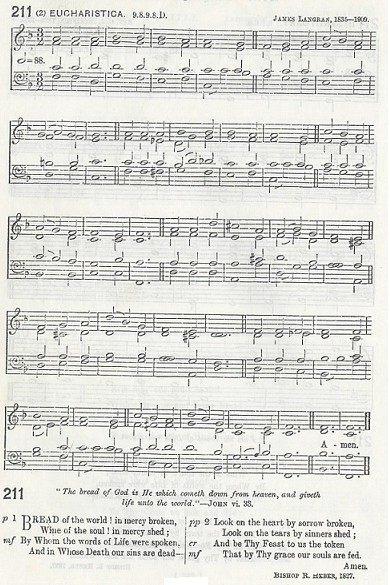 211 (2) EUCHARISTICA. 9.8.9.8.D. JAMES LANGRAN, 1835—1909.
=88.
A - men.
211 "The bread of God is He which cometh down from heaven, and giveth
life unto the world."—JOHN vi. 33.
p 1 BREAD of the world ! in mercy broken,
Wine of the soul ! in mercy shed ;
mf By Whom the words of Life were spoken,
And in Whose Death our sins are dead—
pp 2 Look on the heart by sorrow broken,
Look on the tears by sinners shed ;
cr And be Thy Feast to us the token
mf That by Thy grace our souls are fed.
Amen.
BISHOP R. HEBER, 1827.